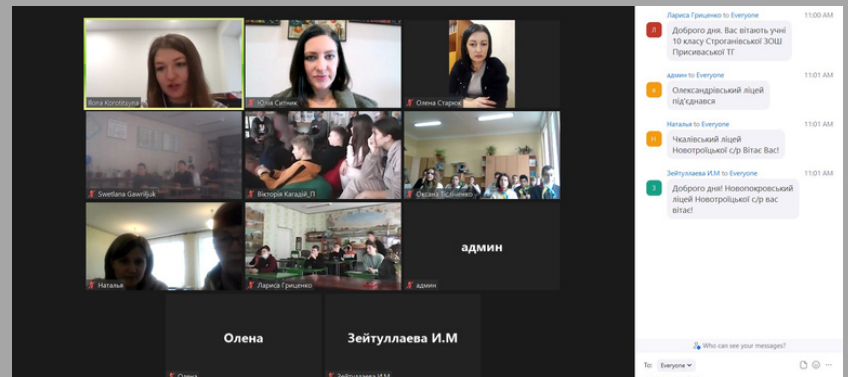 Ilona Korotitsyna
Юлія Ситник
Олена Старюк
Swetlana Gawriljuk
Вікторія Кагадій_П
Оксана
Наталья
Лариса Гриценко
админ
админ
Олена
Зейтуллаева И.М
Олена
Зейтуллаева И.М
Лариса Гриценко to Everyone 11:00 AM
Л
Доброго дня. Вас вітають учні
10 класу Строганівської ЗОШ
Присиваської ТГ
админ to Everyone 11:01 AM
а
Олександрівський ліцей
під'єднався
Наталья to Everyone 11:01 AM
Н
Чкалівський ліцей
Новотроїцької с/р Вітає Вас!
Зейтуллаева И.М to Everyone 11:01 AM
З
Доброго дня! Новопокровський
ліцей Новотроїцької с/р вас
вітає!
Who can see your messages?
To: Everyone